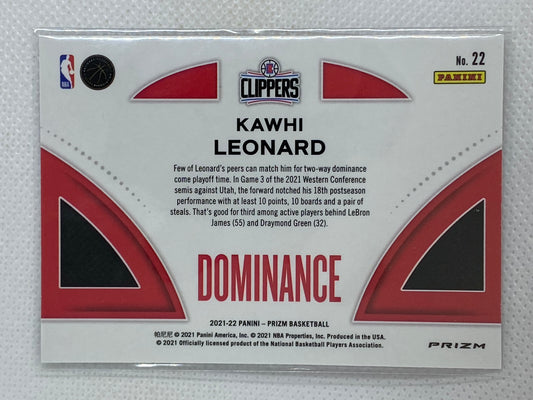 NBA
CLIPPERS
No. 22
PANINI
KAWHI
LEONARD
Few of Leonard's peers can match him for two-way dominance
come playoff time. In Game 3 of the 2021 Western Conference
semis against Utah, the forward notched his 18th postseason
performance with at least 10 points, 10 boards and a pair of
steals. That's good for third among active players behind LeBron
James (55) and Draymond Green (32).
DOMINANCE
2021-22 PANINI – PRIZM BASKETBALL
帕尼尼 © 2021 Panini America, Inc. © 2021 NBA Properties, Inc. Produced in the USA.
© 2021 Officially licensed product of the National Basketball Players Association.
PRIZM